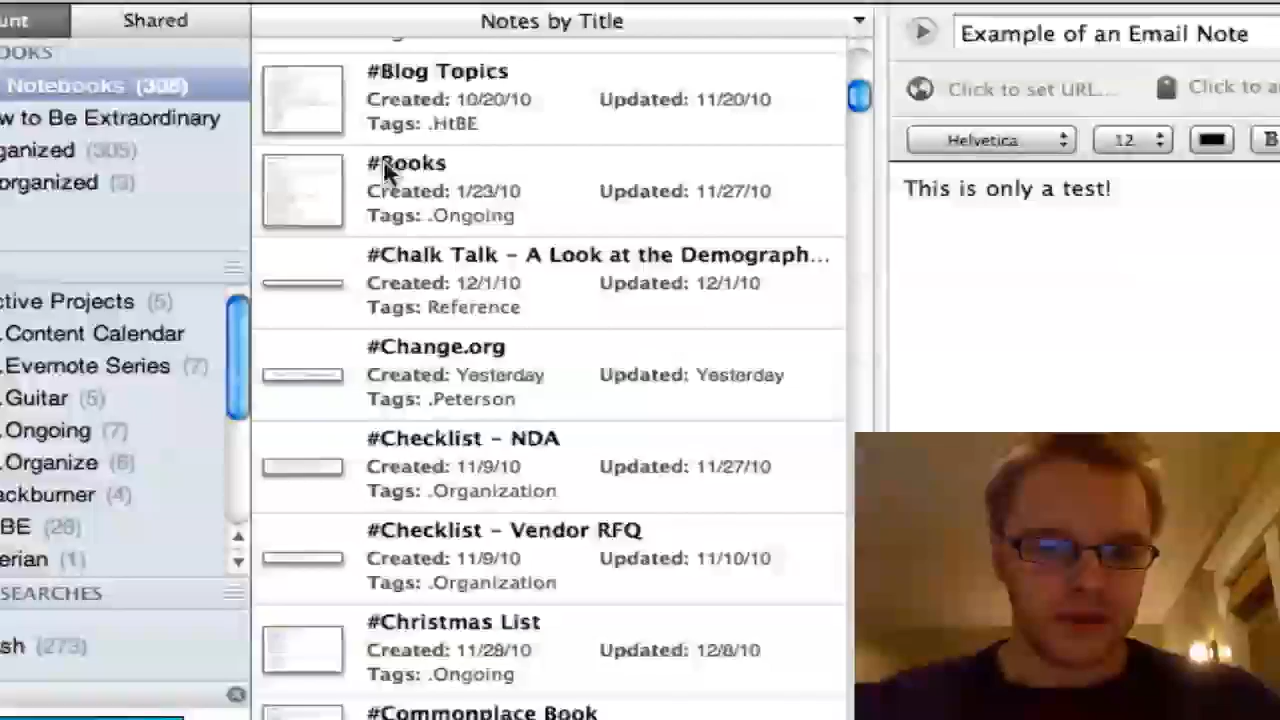 unt
Shared
OOKS
Notebooks (308)
w to Be Extraordinary
ganized (305)
organized (3)
ctive Projects (5)
.Content Calendar
.Evernote Series (7)
.Guitar (5)
.Ongoing (7)
.Organize (6)
ackburner (4)
BE (26)
erian (1)
SEARCHES
sh (273)
Notes by Title
#Blog Topics
Created: 10/20/10 Updated: 11/20/10
Tags: .HtBE
#Books
Created: 1/23/10 Updated: 11/27/10
Tags: .Ongoing
#Chalk Talk – A Look at the Demograph...
Created: 12/1/10 Updated: 12/1/10
Tags: Reference
#Change.org
Created: Yesterday Updated: Yesterday
Tags: .Peterson
#Checklist – NDA
Created: 11/9/10 Updated: 11/27/10
Tags: .Organization
#Checklist – Vendor RFQ
Created: 11/9/10 Updated: 11/10/10
Tags: .Organization
#Christmas List
Created: 11/28/10 Updated: 12/8/10
Tags: .Ongoing
#Commonplace Book
Example of an Email Note
Click to set URL... Click to a
Helvetica 12 B
This is only a test!